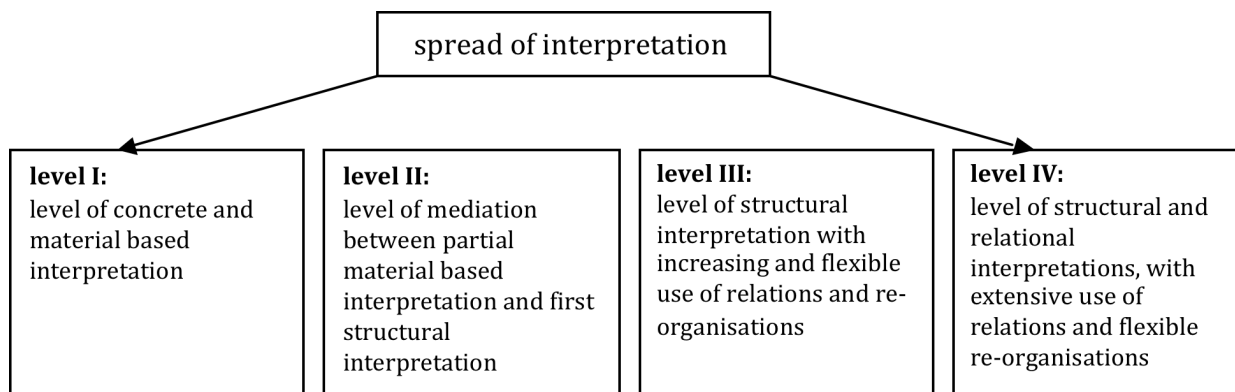 spread of interpretation
level I:
level of concrete and
material based
interpretation
level II:
level of mediation
between partial
material based
interpretation and first
structural
interpretation
level III:
level of structural
interpretation with
increasing and flexible
use of relations and re-
organisations
level IV:
level of structural and
relational
interpretations, with
extensive use of
relations and flexible
re-organisations